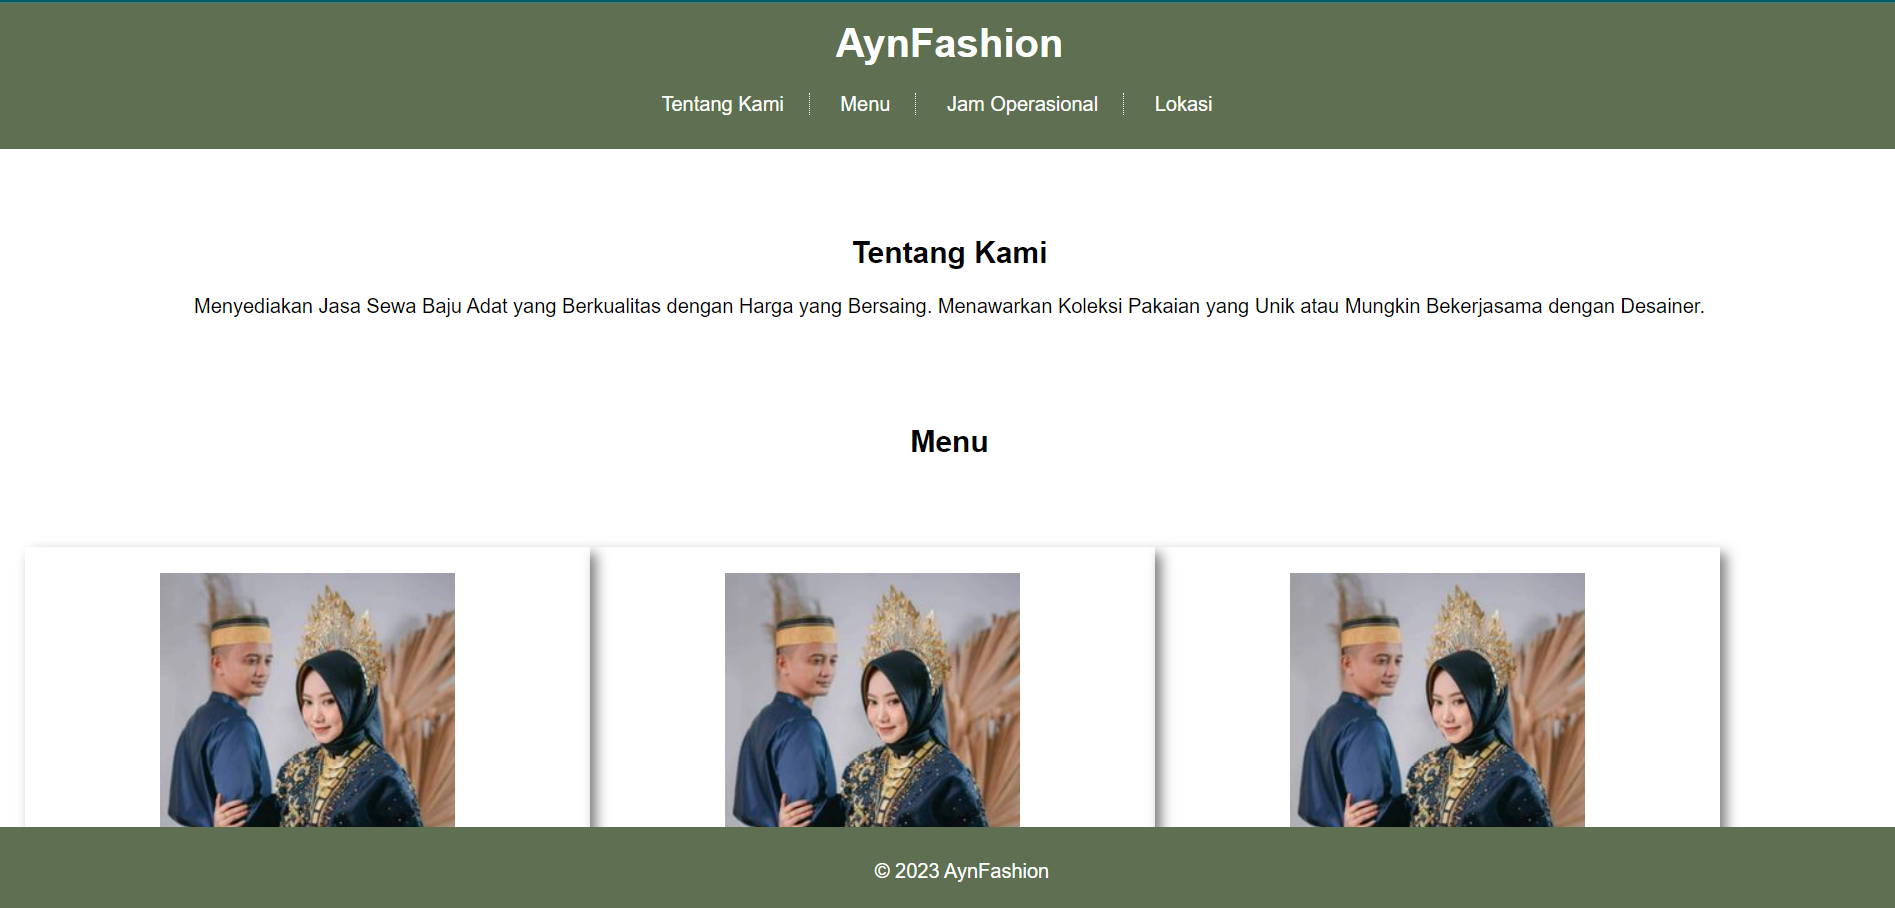 AynFashion
Tentang Kami
Menu
Jam Operasional
Lokasi
Tentang Kami
Menyediakan Jasa Sewa Baju Adat yang Berkualitas dengan Harga yang Bersaing. Menawarkan Koleksi Pakaian yang Unik atau Mungkin Bekerjasama dengan Desainer.
Menu
© 2023 AynFashion